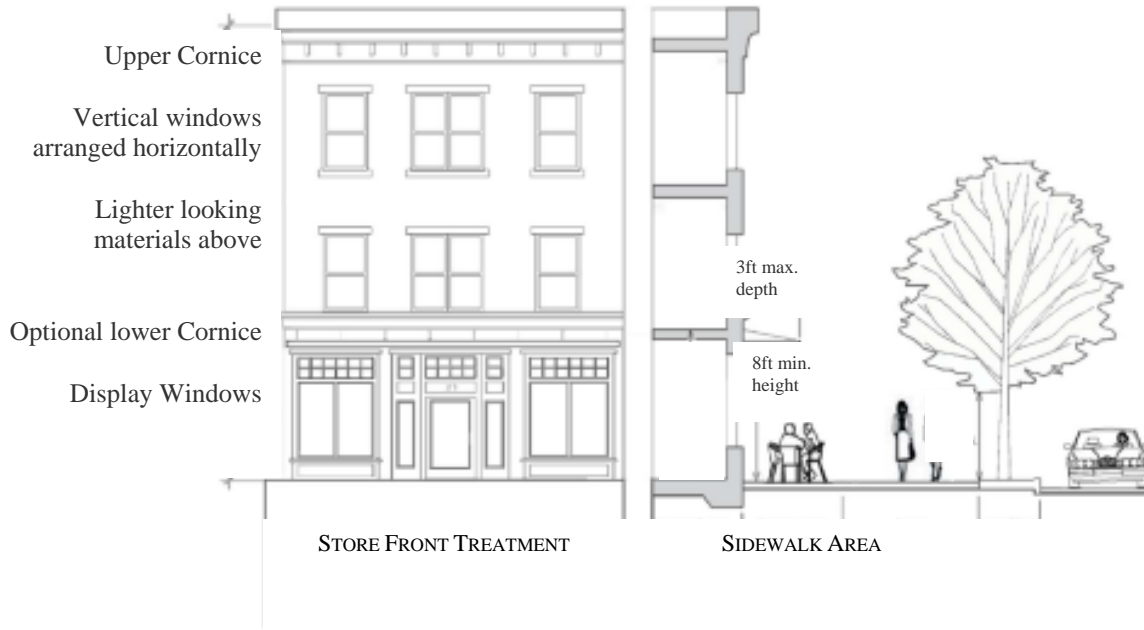 Upper Cornice
Vertical windows
arranged horizontally
Lighter looking
materials above
3ft max.
depth
Optional lower Cornice
8ft min.
height
Display Windows
STORE FRONT TREATMENT
SIDEWALK AREA